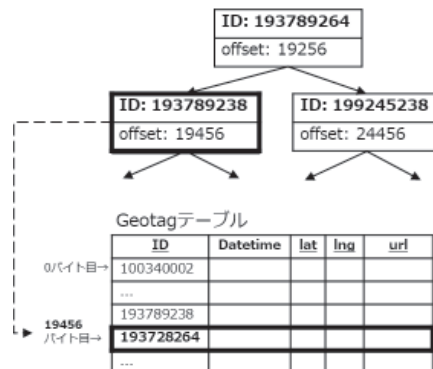 ID: 193789264
offset: 19256
ID: 193789238
offset: 19456
ID: 199245238
offset: 24456
Geotagテーブル
ID Datetime lat lng url
0バイト目→ 100340002
...
193789238
19456
バイト目→ 193728264
...